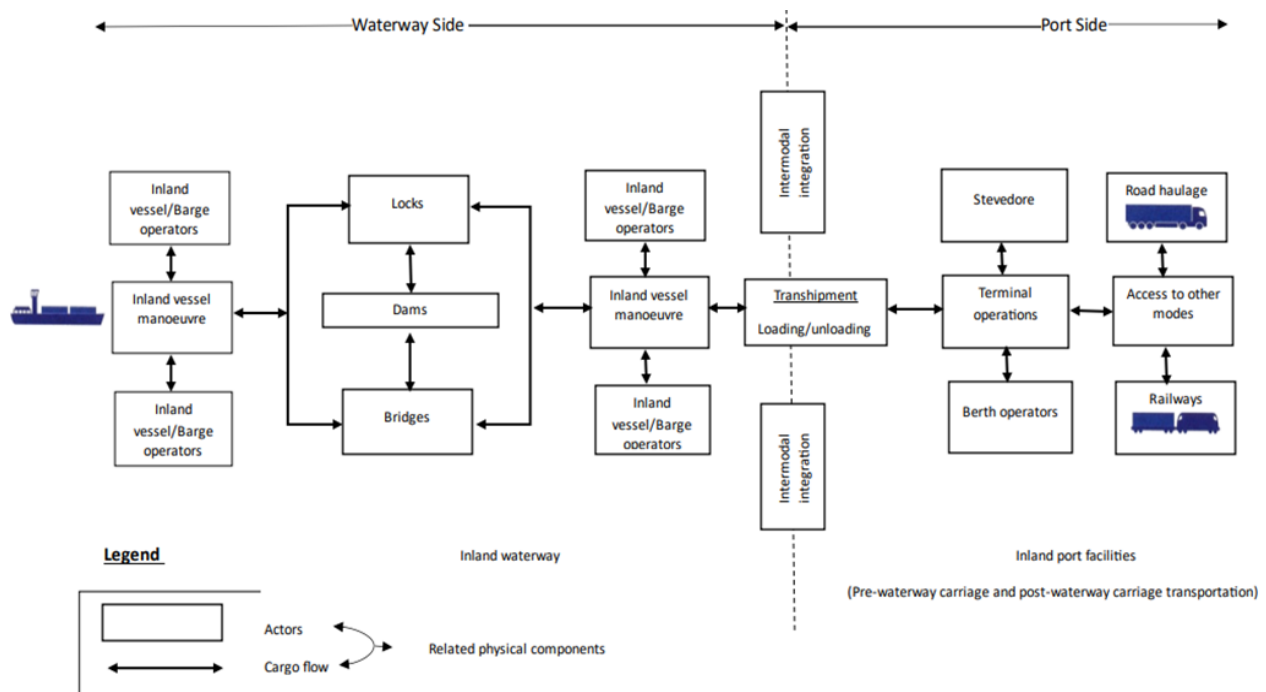 Waterway Side
Port Side
Intermodal
integration
Inland
vessel/Barge
operators
Locks
Inland
vessel/Barge
operators
Stevedore
Road haulage
Inland vessel
manoeuvre
Dams
Inland vessel
manoeuvre
Transhipment
Loading/unloading
Terminal
operations
Access to other
modes
Inland
vessel/Barge
operators
Bridges
Inland
vessel/Barge
operators
Intermodal
integration
Berth operators
Railways
Legend
Inland waterway
Inland port facilities
(Pre-waterway carriage and post-waterway carriage transportation)
Actors
Cargo flow
Related physical components